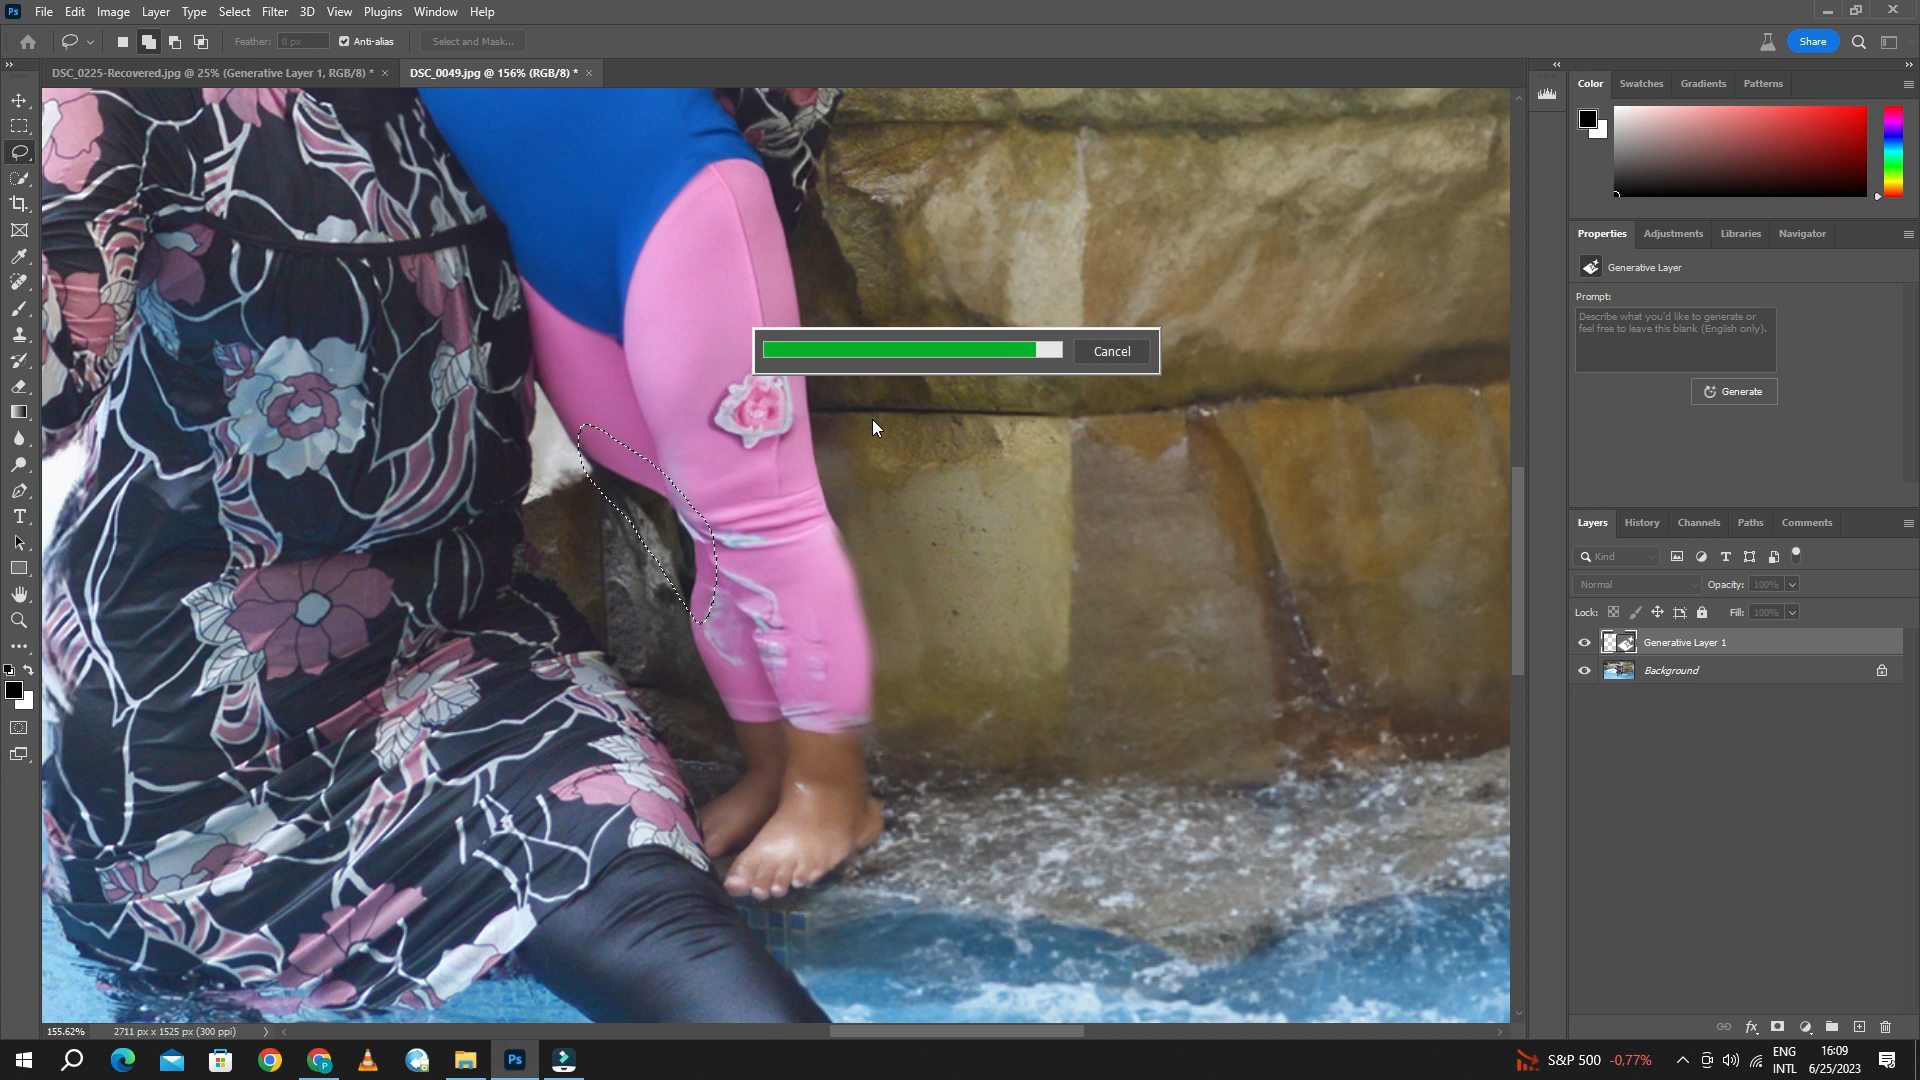 Ps File Edit Image Layer Type Select Filter 3D View Plugins Window Help
Feather: 0 px Anti-alias Select and Mask... Share
DSC_0225-Recovered.jpg @ 25% (Generative Layer 1, RGB/8) * × DSC_0049.jpg @ 156% (RGB/8) * ×
Color Swatches Gradients Patterns
Properties Adjustments Libraries Navigator
Generative Layer
Prompt:
Describe what you'd like to generate or
feel free to leave this blank (English only).
Cancel
Generate
Layers History Channels Paths Comments
Kind
Normal Opacity: 100%
Lock: Fill: 100%
Generative Layer 1
Background
155.62% 2711 px x 1525 px (300 ppi)
Ps
S&P 500 -0,77%
ENG
INTL
16:09
6/25/2023